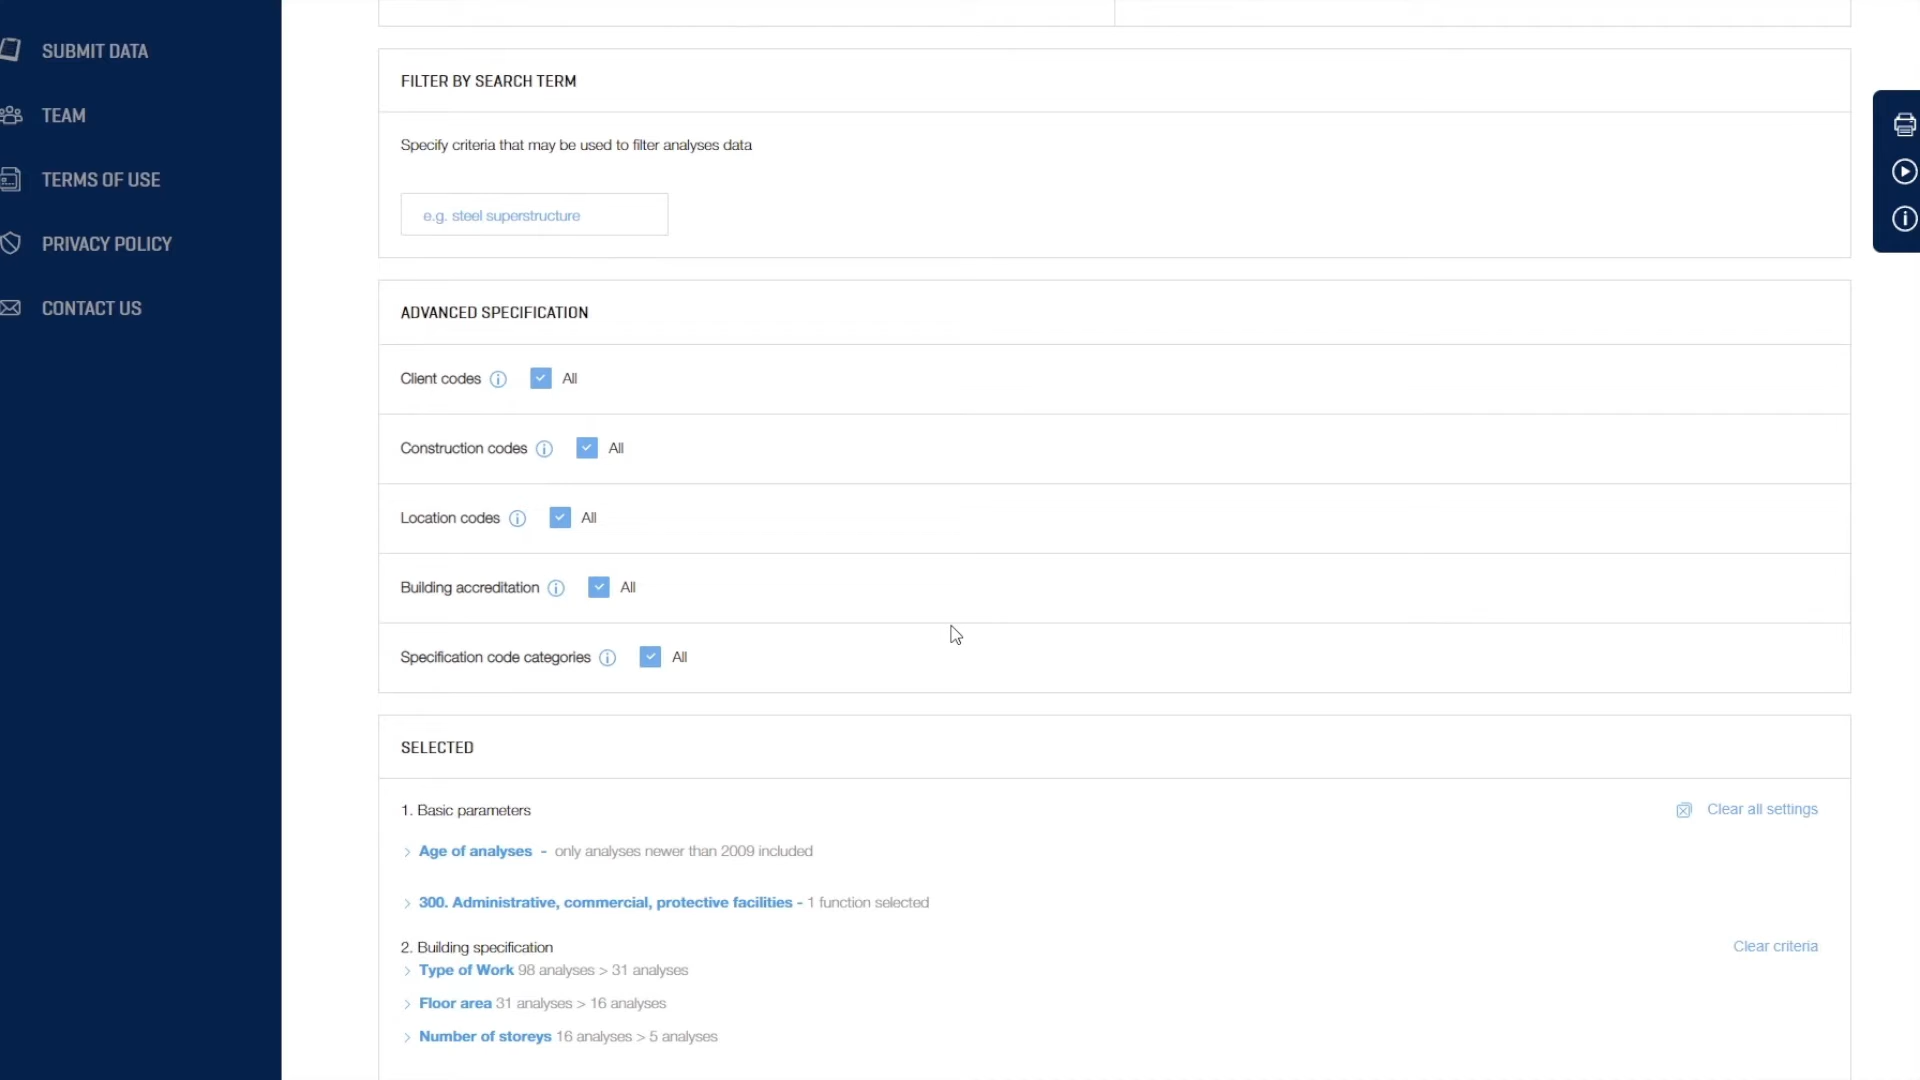 SUBMIT DATA
TEAM
TERMS OF USE
PRIVACY POLICY
CONTACT US
FILTER BY SEARCH TERM
Specify criteria that may be used to filter analyses data
e.g. steel superstructure
ADVANCED SPECIFICATION
Client codes All
Construction codes All
Location codes All
Building accreditation All
Specification code categories All
SELECTED
1. Basic parameters
Clear all settings
Age of analyses - only analyses newer than 2009 included
300. Administrative, commercial, protective facilities - 1 function selected
2. Building specification
Clear criteria
Type of Work 98 analyses > 31 analyses
Floor area 31 analyses > 16 analyses
Number of storeys 16 analyses > 5 analyses